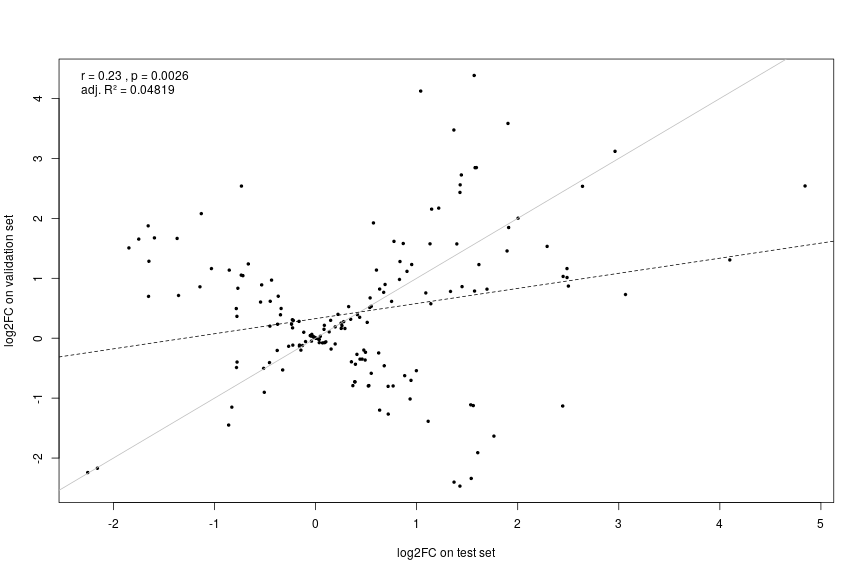 r = 0.23 , p = 0.0026
adj. R² = 0.04819
log2FC on validation set
4
3
2
1
0
-1
-2
-2 -1 0 1 2 3 4 5
log2FC on test set